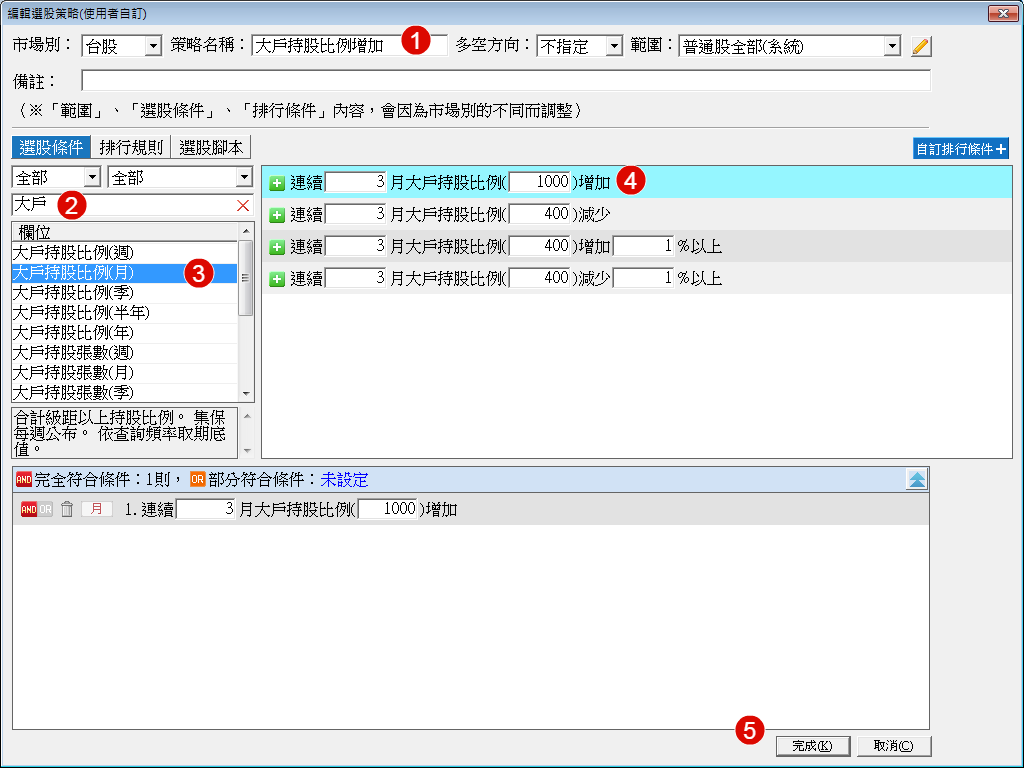 編輯選股策略(使用者自訂)
市場別： 台股 策略名稱： 大戶持股比例增加 1 多空方向： 不指定 範圍： 普通股全部(系統)
備註：
（※「範圍」、「選股條件」、「排行條件」內容，會因為市場別的不同而調整）
選股條件 排行規則 選股腳本 自訂排行條件＋
全部 全部
大戶 2
欄位
大戶持股比例(週)
大戶持股比例(月) 3
大戶持股比例(季)
大戶持股比例(半年)
大戶持股比例(年)
大戶持股張數(週)
大戶持股張數(月)
大戶持股張數(季)
合計級距以上持股比例。集保
每週公布。依查詢頻率取期底
值。
連續 3 月大戶持股比例( 1000 )增加 4
連續 3 月大戶持股比例( 400 )減少
連續 3 月大戶持股比例( 400 )增加 1 %以上
連續 3 月大戶持股比例( 400 )減少 1 %以上
AND 完全符合條件：1則， OR 部分符合條件：未設定
AND OR 月 1. 連續 3 月大戶持股比例( 1000 )增加
5
完成(K) 取消(C)